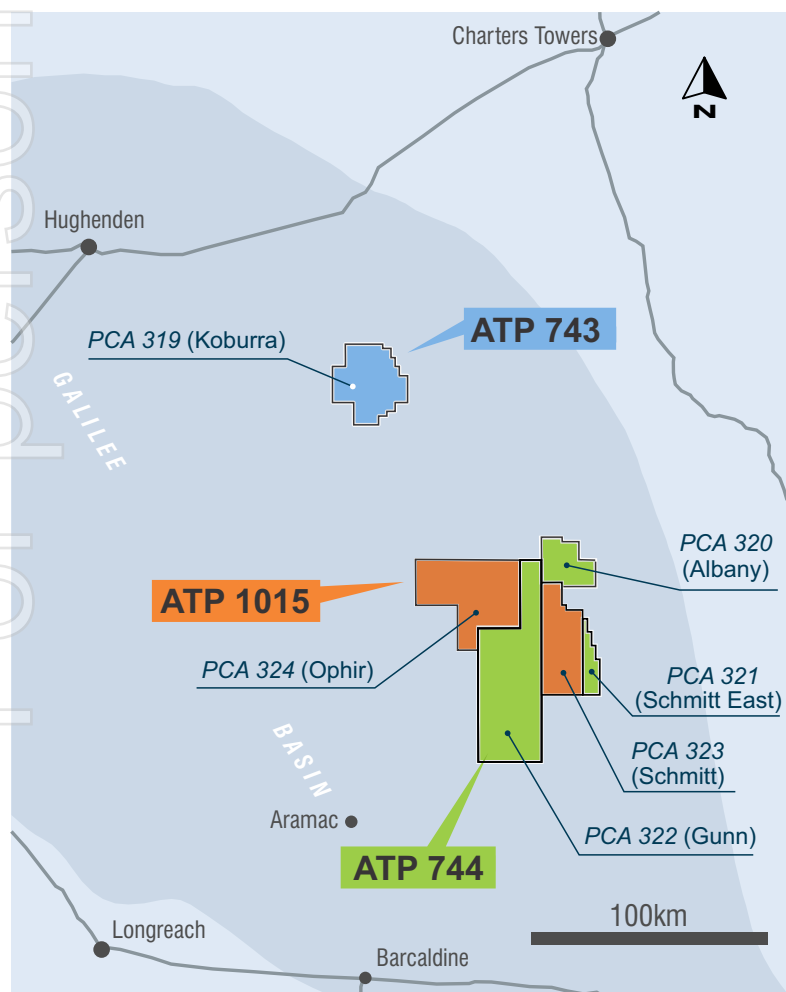 Charters Towers
N
Hughenden
ATP 743
PCA 319 (Koburra)
GALILEE
PCA 320
(Albany)
ATP 1015
PCA 324 (Ophir)
PCA 321
(Schmitt East)
BASIN
PCA 323
(Schmitt)
Aramac
PCA 322 (Gunn)
ATP 744
100km
Longreach
Barcaldine